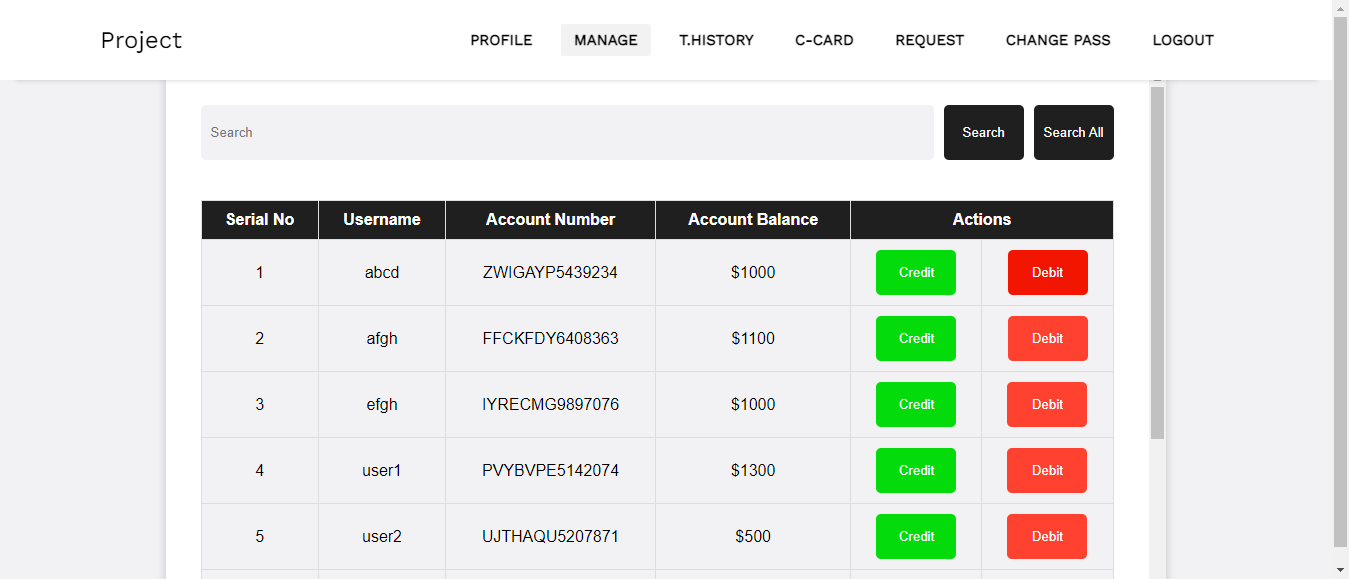 Project PROFILE MANAGE T.HISTORY C-CARD REQUEST CHANGE PASS LOGOUT
Search Search Search All
Serial No Username Account Number Account Balance Actions
1 abcd ZWIGAYP5439234 $1000 Credit Debit
2 afgh FFCKFDY6408363 $1100 Credit Debit
3 efgh IYRECMG9897076 $1000 Credit Debit
4 user1 PVYBVPE5142074 $1300 Credit Debit
5 user2 UJTHAQU5207871 $500 Credit Debit